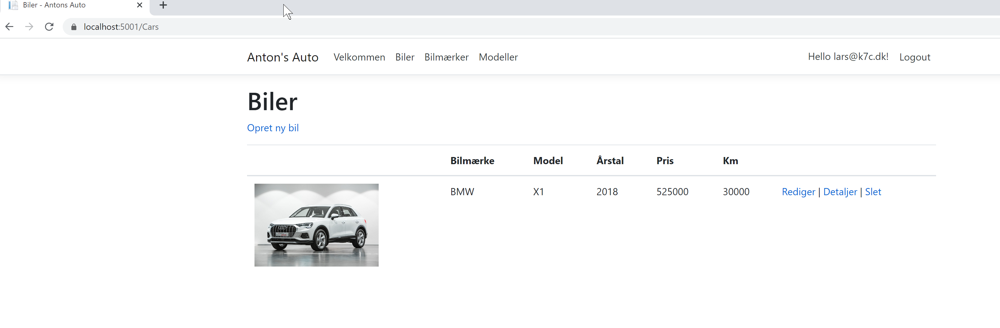 Biler - Antons Auto
localhost:5001/Cars
Anton's Auto Velkommen Biler Bilmærker Modeller Hello lars@k7c.dk! Logout
Biler
Opret ny bil
Bilmærke Model Årstal Pris Km
BMW X1 2018 525000 30000 Rediger | Detaljer | Slet